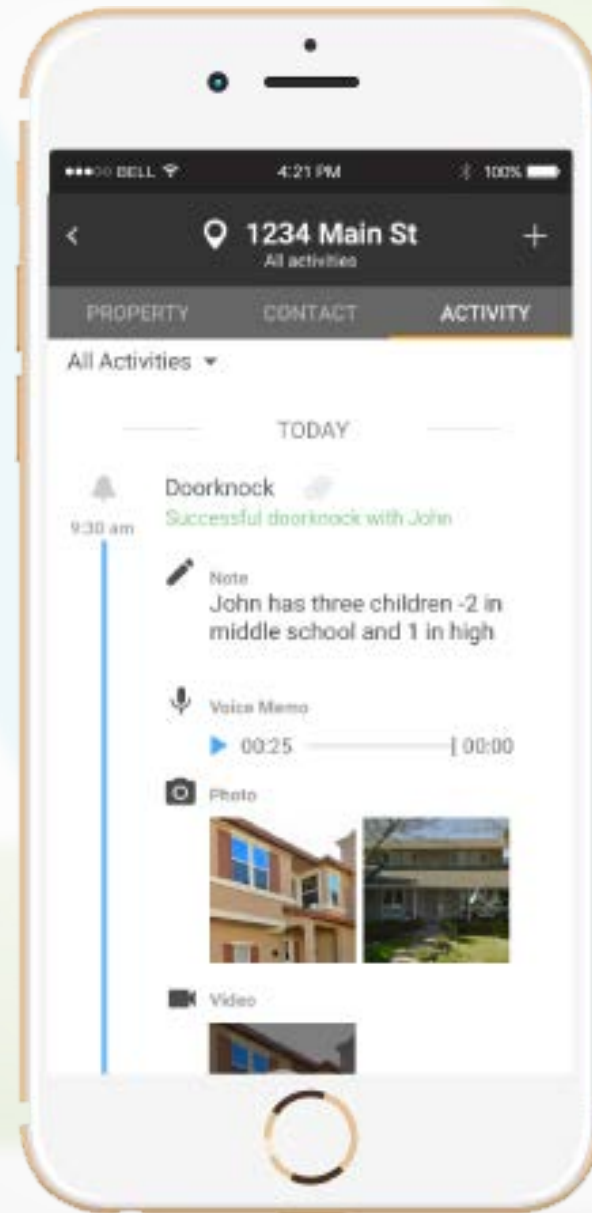 BELL 4:21 PM 100%
1234 Main St
All activities
PROPERTY CONTACT ACTIVITY
All Activities
TODAY
Doorknock
9:30 am Successful doorknock with John
Note
John has three children -2 in
middle school and 1 in high
Voice Memo
00:25 00:00
Photo
Video